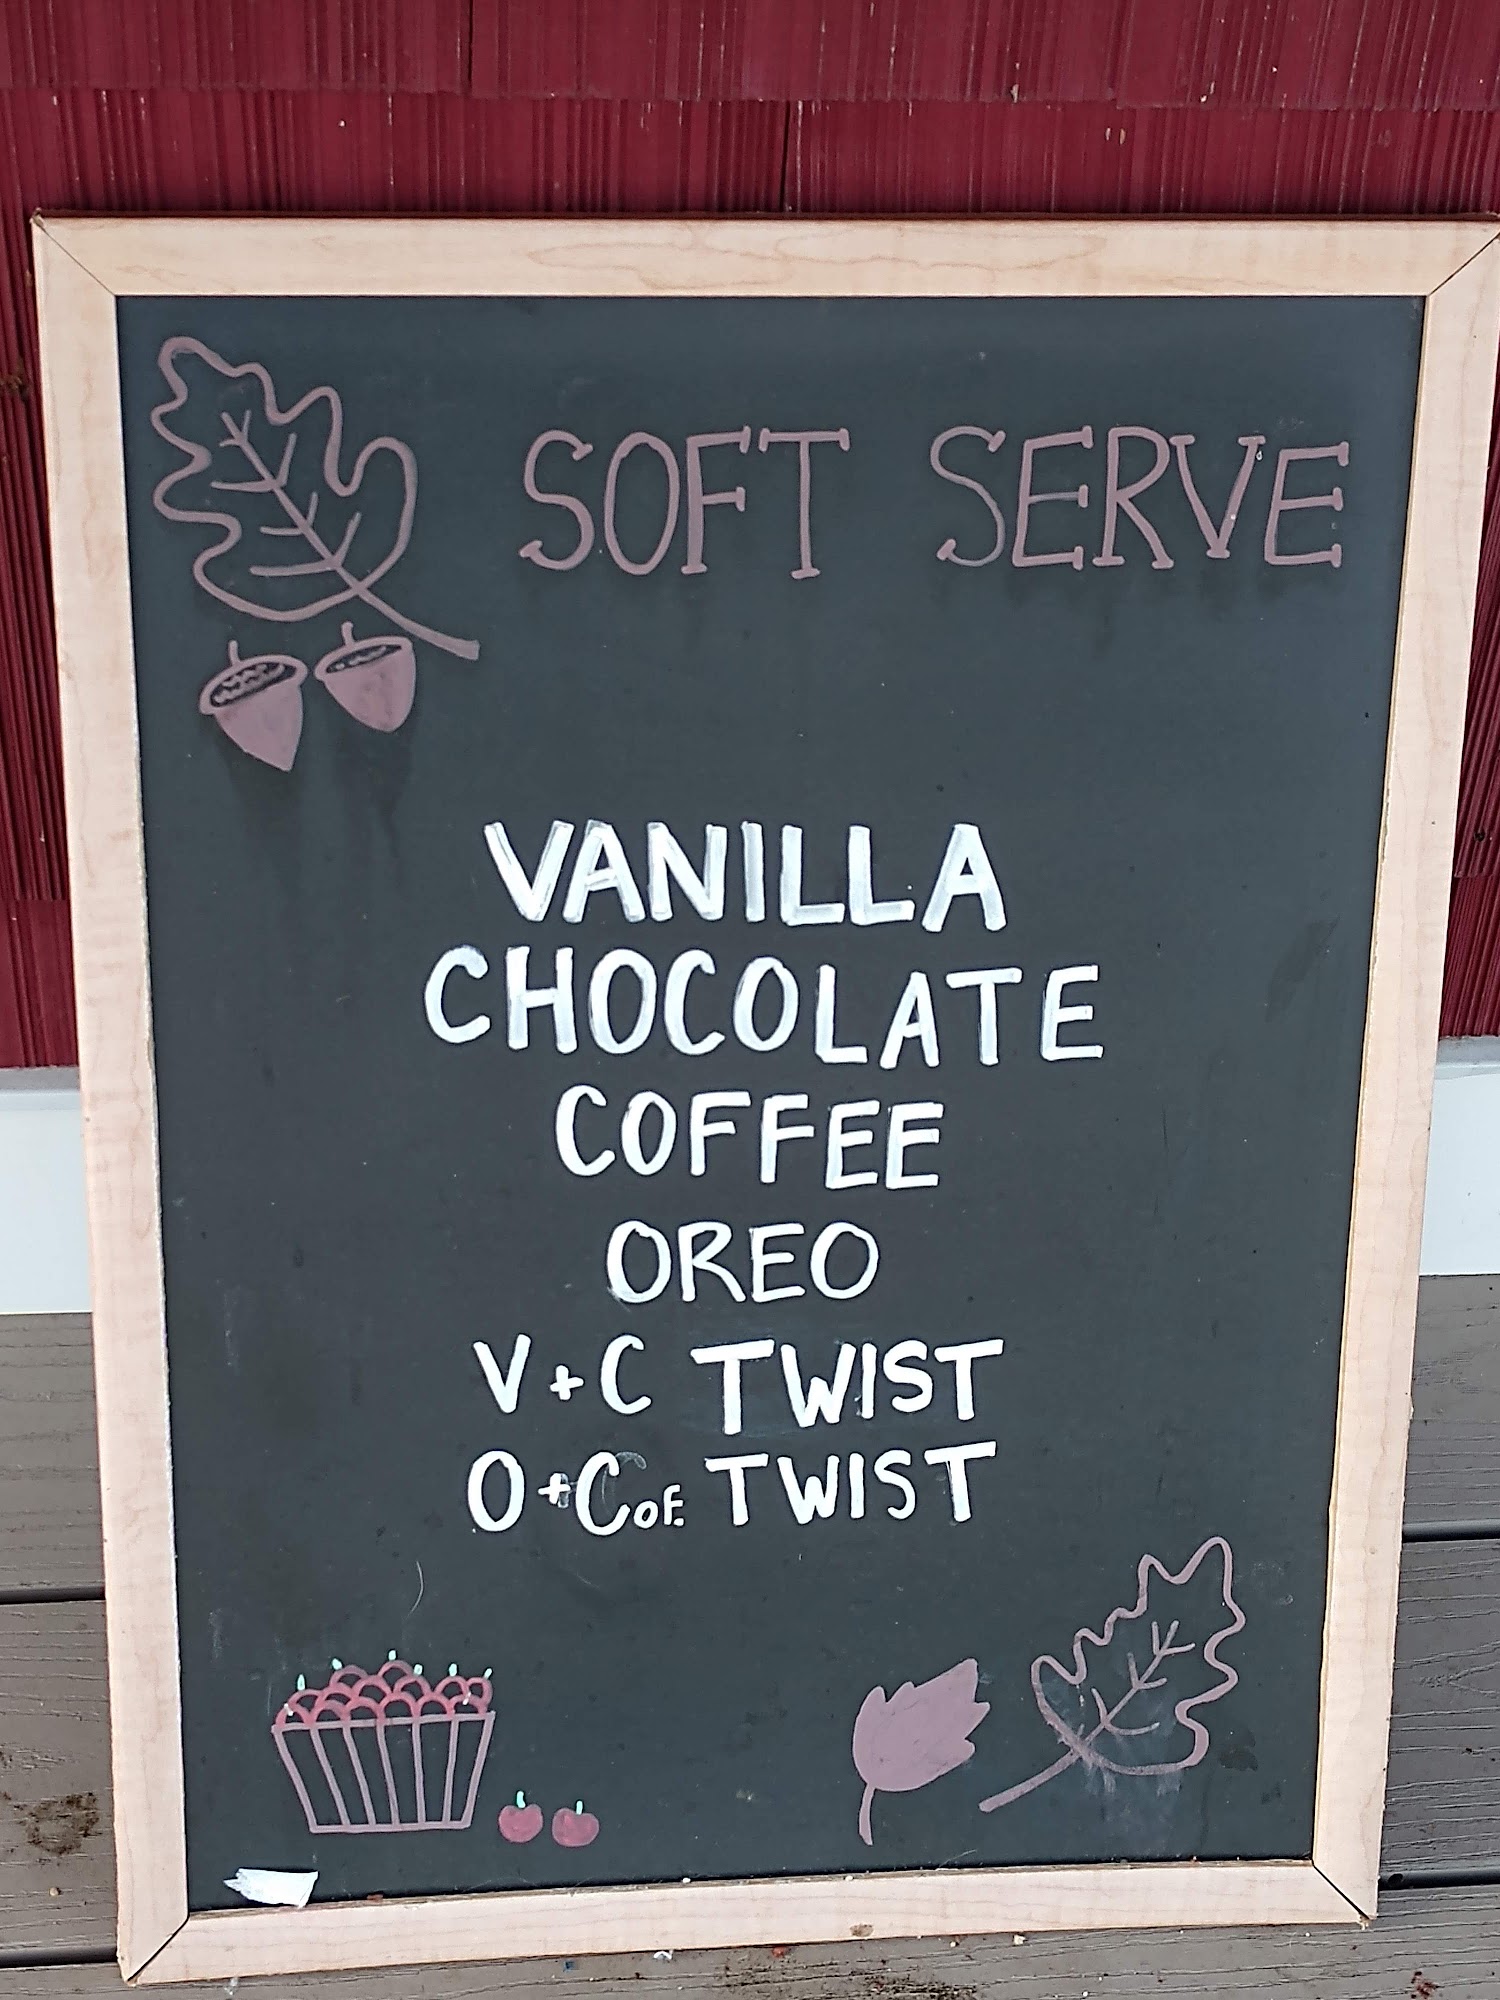 SOFT SERVE
VANILLA
CHOCOLATE
COFFEE
OREO
V+C TWIST
O+COF. TWIST